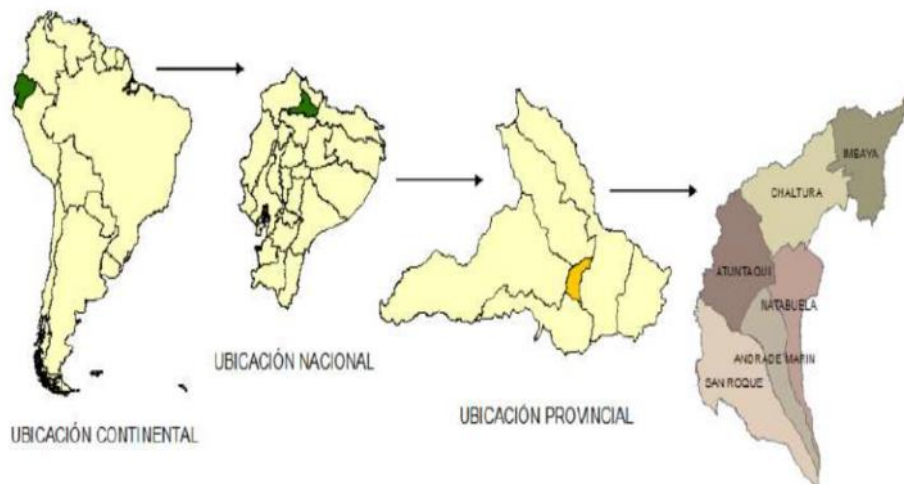 IMBAYA
CHALTURA
ATUNTAQUI
NATABUELA
ANDRADE MARIN
SAN ROQUE
UBICACIÓN NACIONAL
UBICACIÓN PROVINCIAL
UBICACIÓN CONTINENTAL